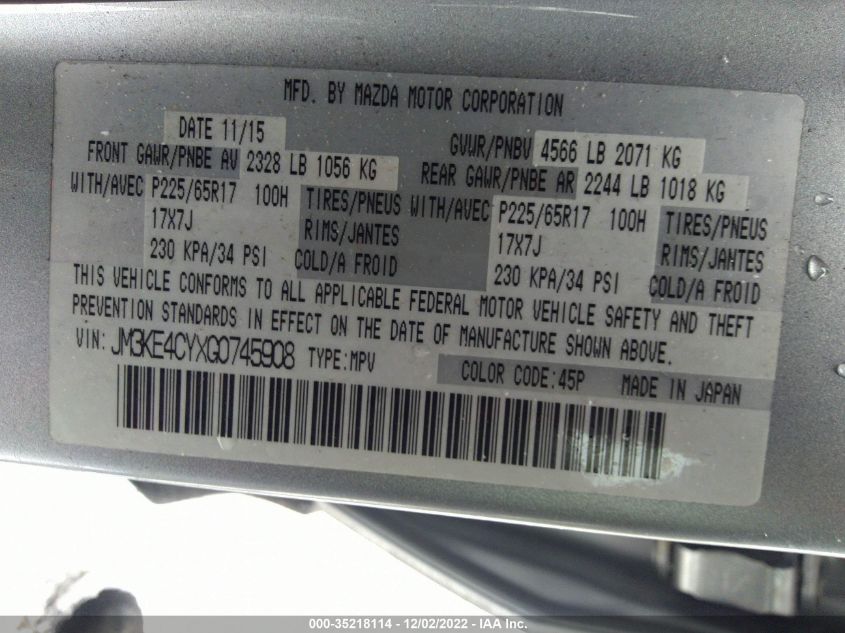 MFD. BY MAZDA MOTOR CORPORATION
DATE 11/15
GVWR/PNBV 4566 LB 2071 KG
FRONT GAWR/PNBE AV 2328 LB 1056 KG
REAR GAWR/PNBE AR 2244 LB 1018 KG
WITH/AVEC P225/65R17 100H TIRES/PNEUS
17X7J RIMS/JANTES
230 KPA/34 PSI COLD/A FROID
WITH/AVEC P225/65R17 100H TIRES/PNEUS
17X7J RIMS/JANTES
230 KPA/34 PSI COLD/A FROID
THIS VEHICLE CONFORMS TO ALL APPLICABLE FEDERAL MOTOR VEHICLE SAFETY AND THEFT
PREVENTION STANDARDS IN EFFECT ON THE DATE OF MANUFACTURE SHOWN ABOVE.
VIN: JM3KE4CYXG0745908 TYPE:MPV
COLOR CODE:45P MADE IN JAPAN
000-35218114 - 12/02/2022 - IAA Inc.